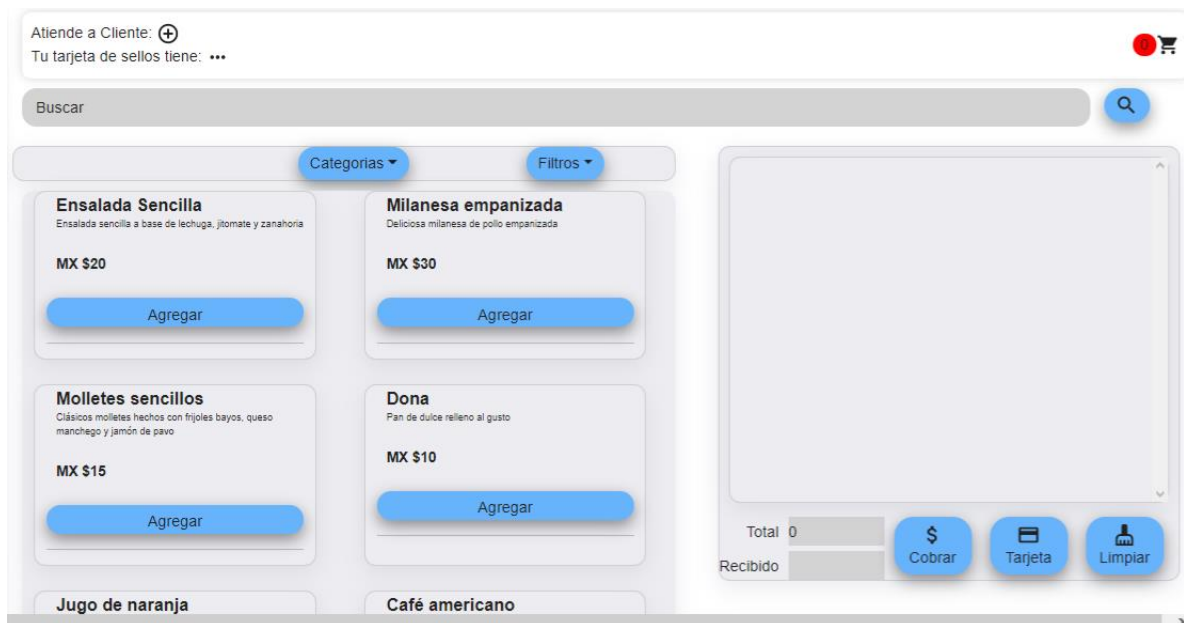 Atiende a Cliente:
Tu tarjeta de sellos tiene: •••
0
Buscar
Categorias
Filtros
Ensalada Sencilla
Ensalada sencilla a base de lechuga, jitomate y zanahoria
MX $20
Agregar
Milanesa empanizada
Deliciosa milanesa de pollo empanizada
MX $30
Agregar
Molletes sencillos
Clásicos molletes hechos con frijoles bayos, queso
manchego y jamón de pavo
MX $15
Agregar
Dona
Pan de dulce relleno al gusto
MX $10
Agregar
Jugo de naranja
Café americano
Total 0
Recibido
$
Cobrar
Tarjeta
Limpiar